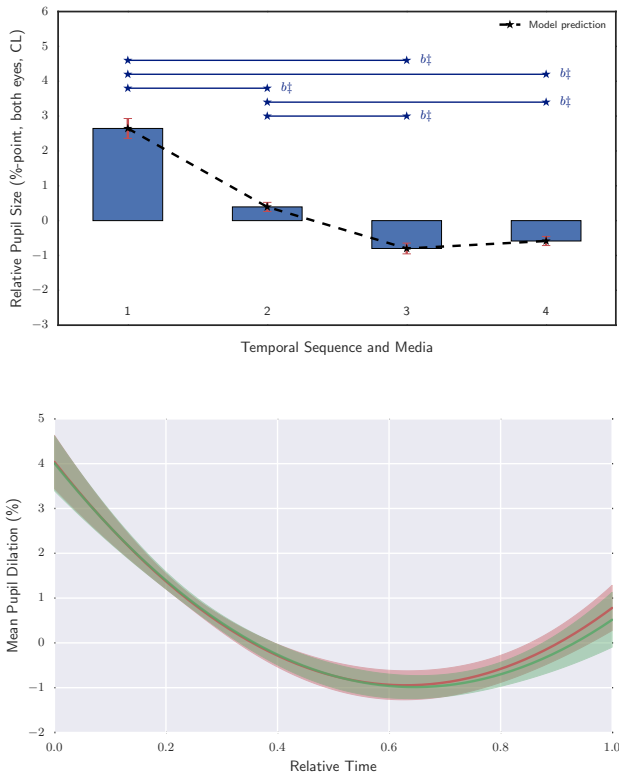 6
5
4
3
2
1
0
−1
−2
−3
Relative Pupil Size (%-point, both eyes, CL)
Model prediction
b‡
b‡
b‡
b‡
b‡
1 2 3 4
Temporal Sequence and Media
5
4
3
2
1
0
−1
−2
Mean Pupil Dilation (%)
0.0 0.2 0.4 0.6 0.8 1.0
Relative Time